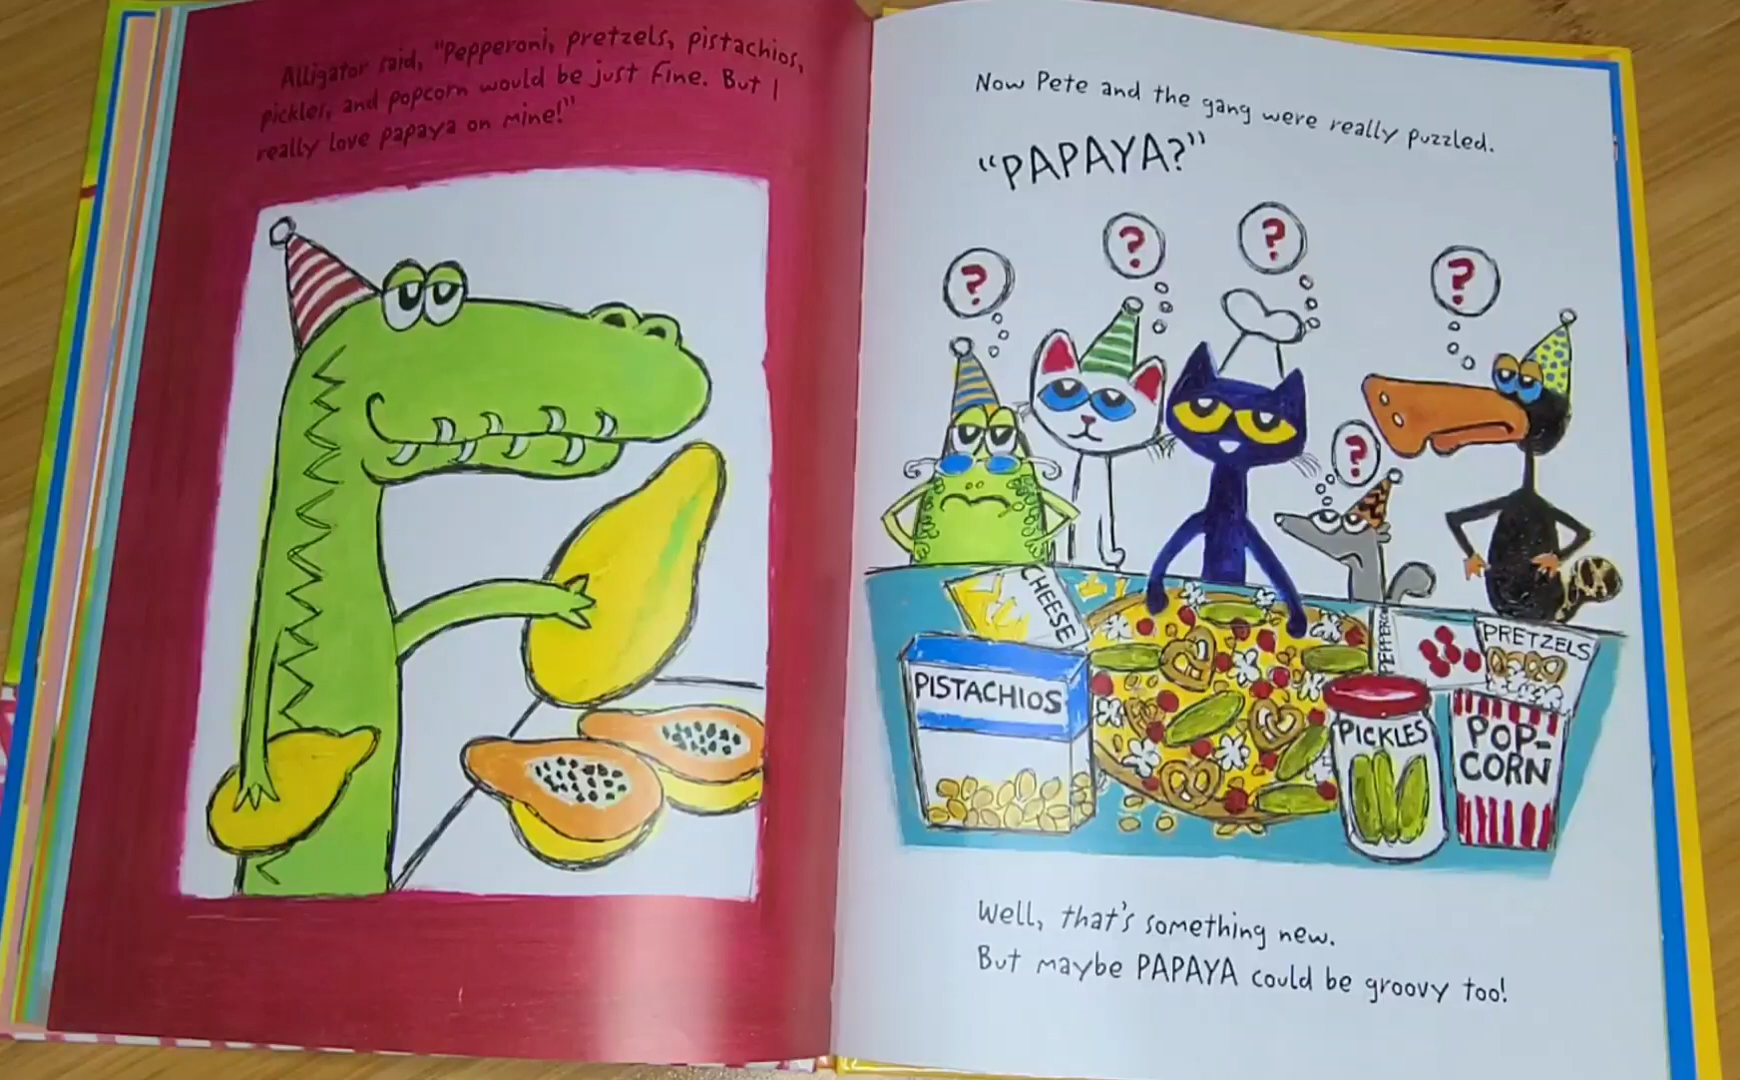 Alligator said, "Pepperoni, pretzels, pistachios,
pickles, and popcorn would be just fine. But I
really love papaya on mine!"
Now Pete and the gang were really puzzled.
"PAPAYA?"
?
?
?
?
?
CHEESE
PISTACHIOS
PRETZELS
PICKLES
POP-
CORN
Well, that's something new.
But maybe PAPAYA could be groovy too!